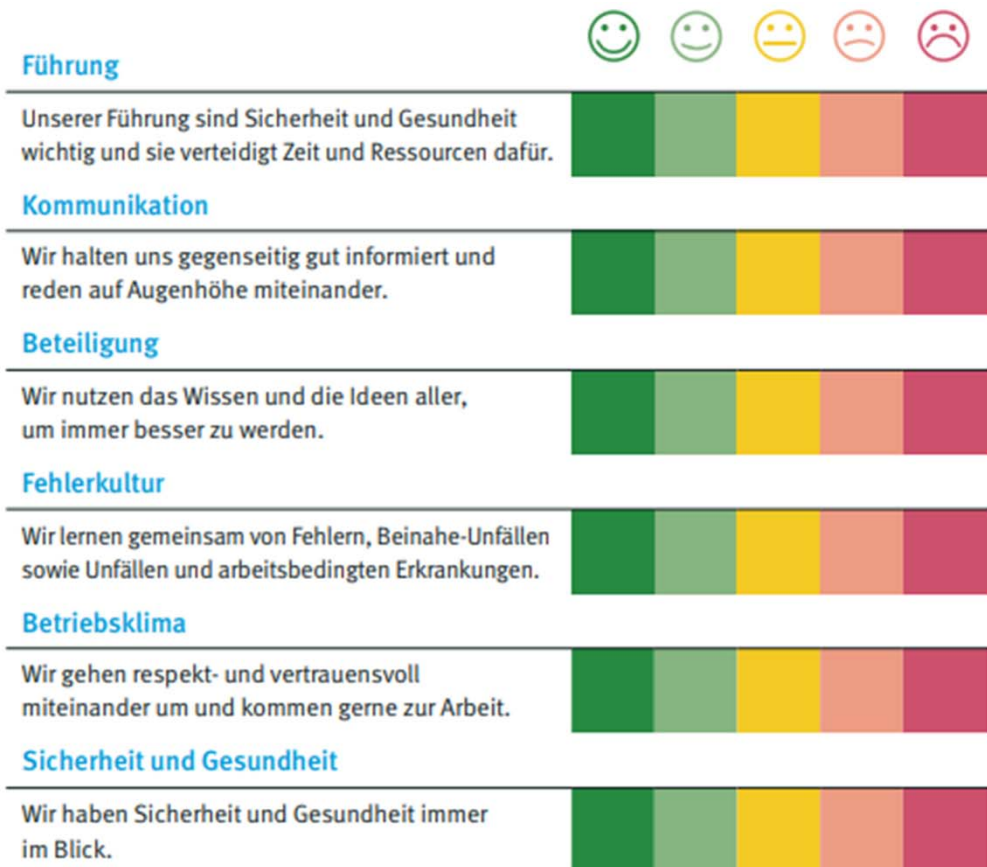 Führung
Unserer Führung sind Sicherheit und Gesundheit
wichtig und sie verteidigt Zeit und Ressourcen dafür.
Kommunikation
Wir halten uns gegenseitig gut informiert und
reden auf Augenhöhe miteinander.
Beteiligung
Wir nutzen das Wissen und die Ideen aller,
um immer besser zu werden.
Fehlerkultur
Wir lernen gemeinsam von Fehlern, Beinahe-Unfällen
sowie Unfällen und arbeitsbedingten Erkrankungen.
Betriebsklima
Wir gehen respekt- und vertrauensvoll
miteinander um und kommen gerne zur Arbeit.
Sicherheit und Gesundheit
Wir haben Sicherheit und Gesundheit immer
im Blick.